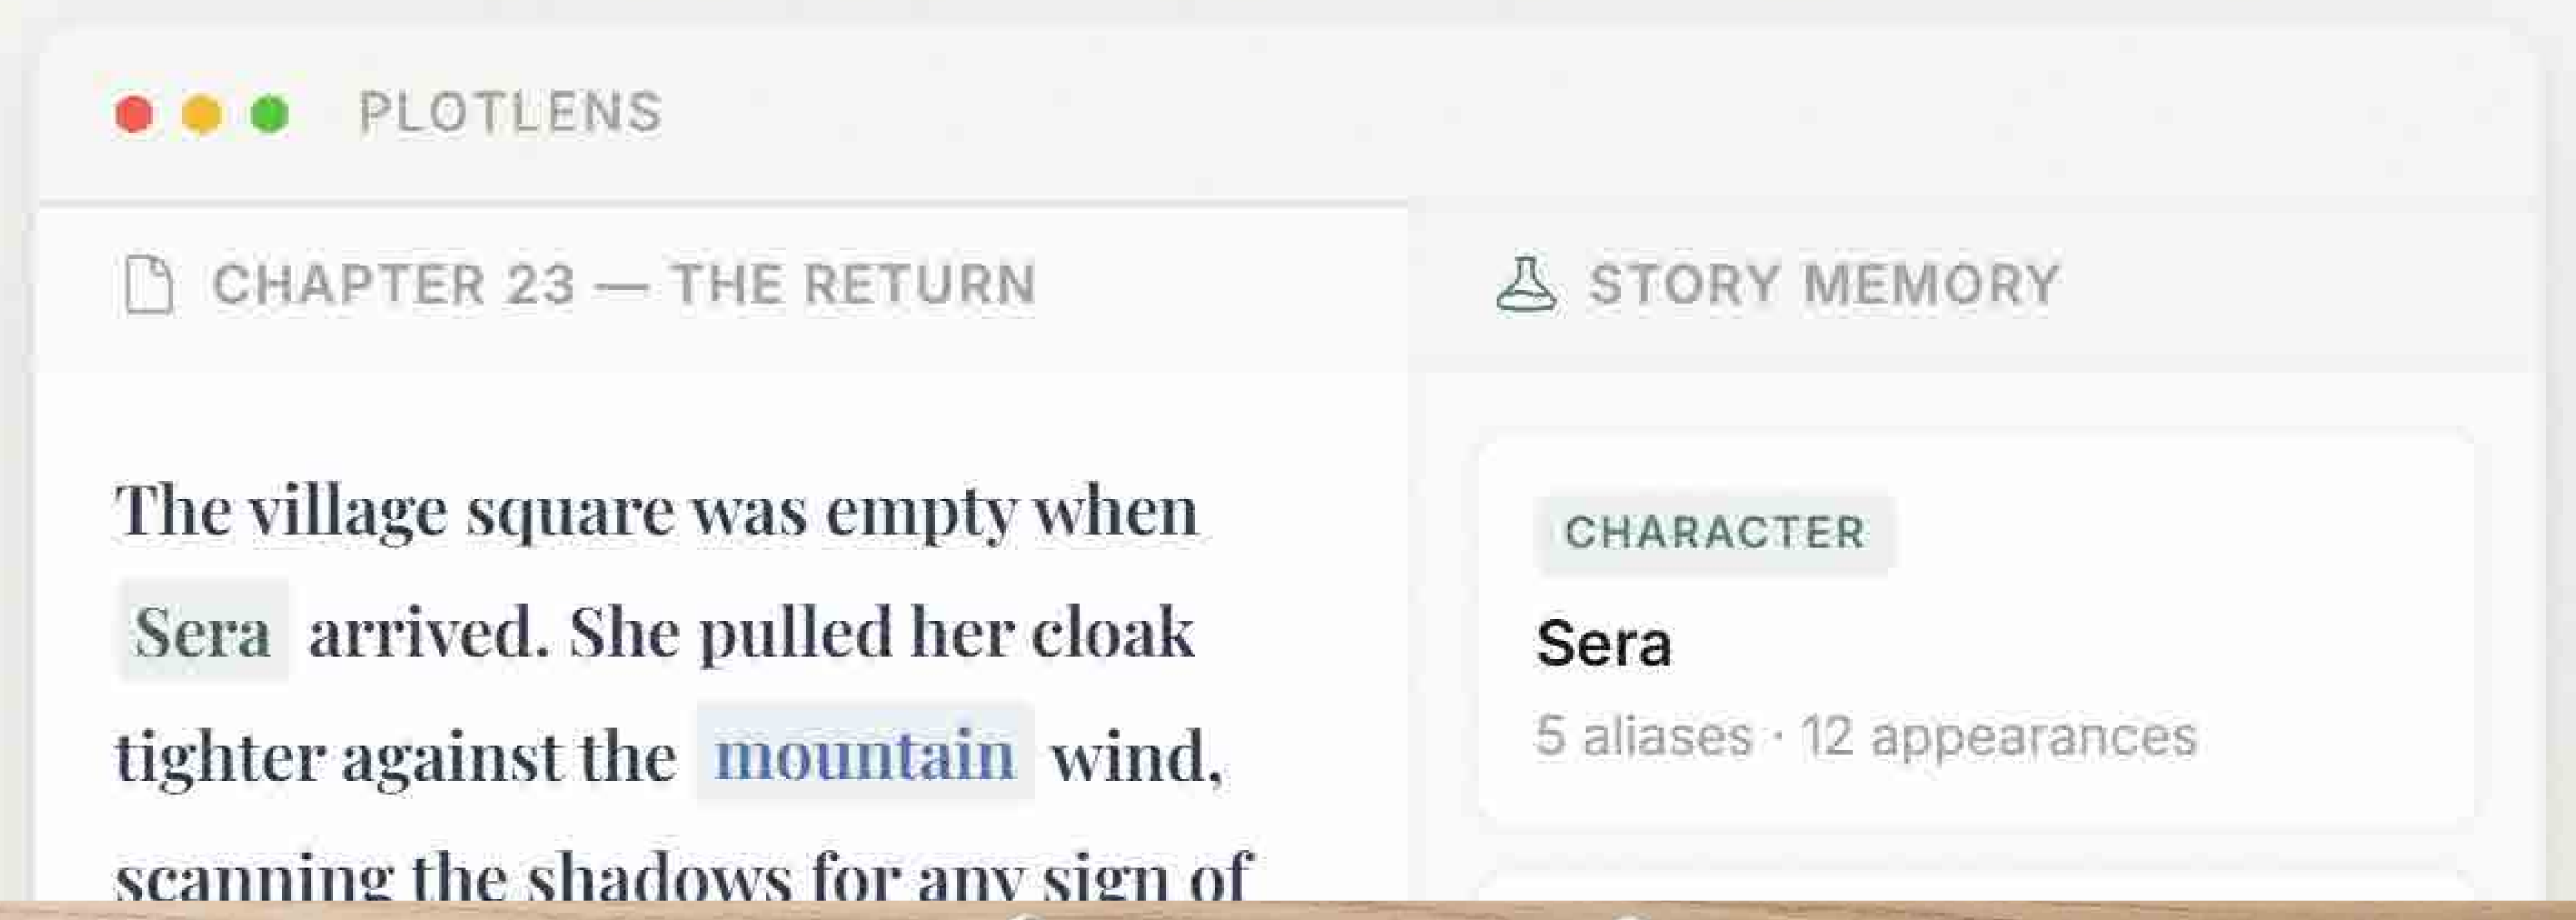 PLOTLENS
CHAPTER 23 — THE RETURN
The village square was empty when
Sera arrived. She pulled her cloak
tighter against the mountain wind,
scanning the shadows for any sign of
STORY MEMORY
CHARACTER
Sera
5 aliases · 12 appearances